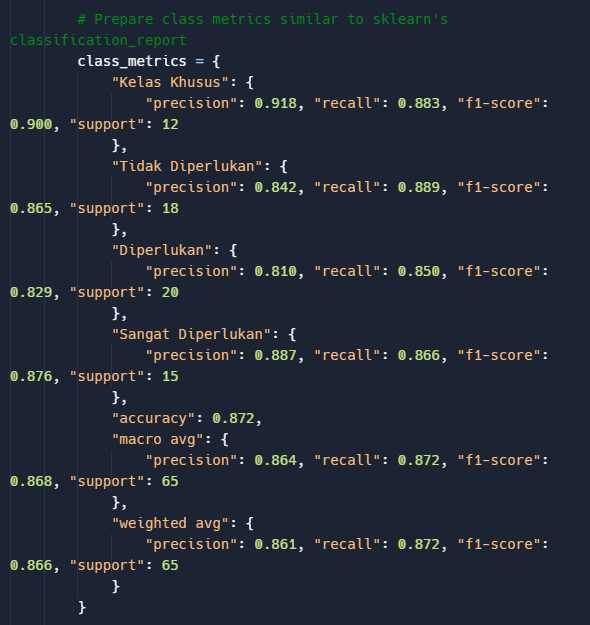 # Prepare class metrics similar to sklearn's
classification_report
class_metrics = {
"Kelas Khusus": {
"precision": 0.918, "recall": 0.883, "f1-score":
0.900, "support": 12
},
"Tidak Diperlukan": {
"precision": 0.842, "recall": 0.889, "f1-score":
0.865, "support": 18
},
"Diperlukan": {
"precision": 0.810, "recall": 0.850, "f1-score":
0.829, "support": 20
},
"Sangat Diperlukan": {
"precision": 0.887, "recall": 0.866, "f1-score":
0.876, "support": 15
},
"accuracy": 0.872,
"macro avg": {
"precision": 0.864, "recall": 0.872, "f1-score":
0.868, "support": 65
},
"weighted avg": {
"precision": 0.861, "recall": 0.872, "f1-score":
0.866, "support": 65
}
}